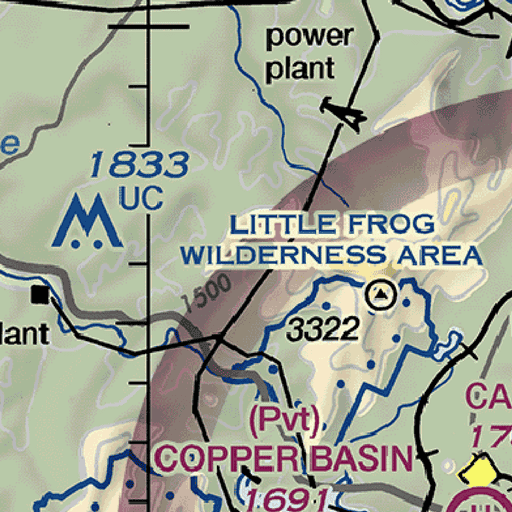 power
plant
e
1833
UC
LITTLE FROG
WILDERNESS AREA
1500
3322
lant
CA
(Pvt)
17
COPPER BASIN
1691
H